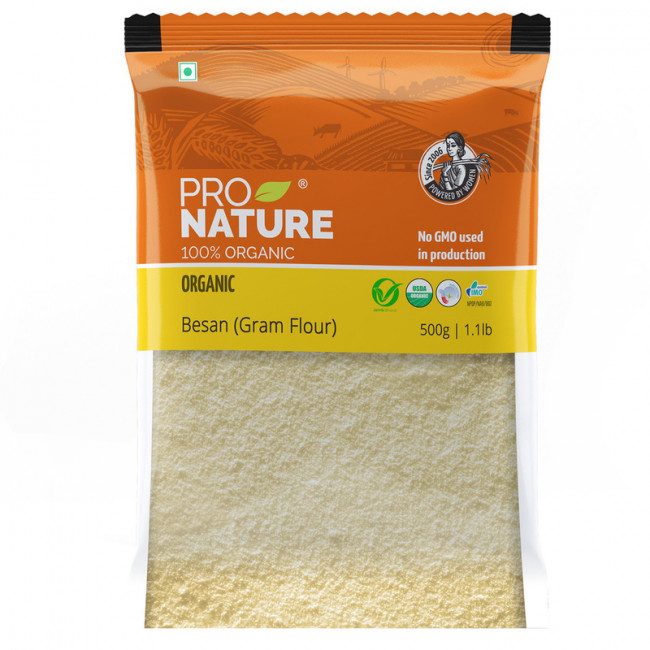 Since 2006
POWERED BY WOMEN
PRO
NATURE
®
100% ORGANIC
No GMO used
in production
ORGANIC
USDA
ORGANIC
IMO
Besan (Gram Flour)
500g | 1.1lb